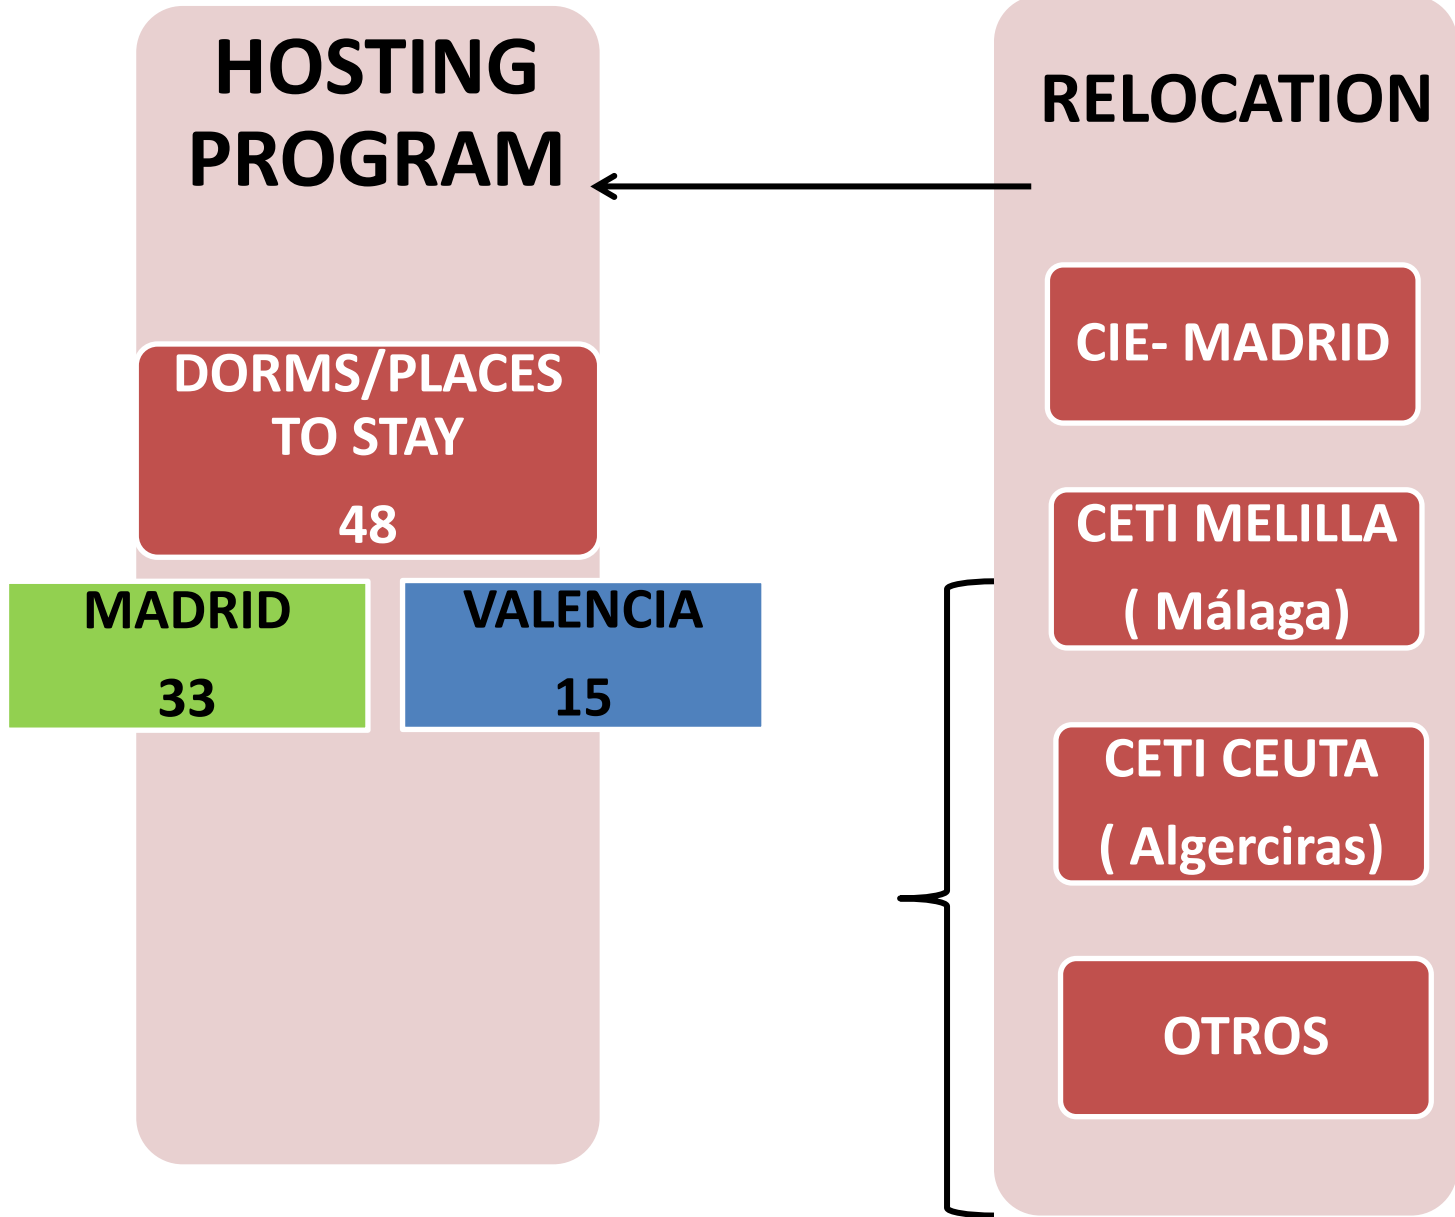 HOSTING
PROGRAM
DORMS/PLACES
TO STAY
48
MADRID
33
VALENCIA
15
RELOCATION
CIE- MADRID
CETI MELILLA
( Málaga)
CETI CEUTA
( Algerciras)
OTROS